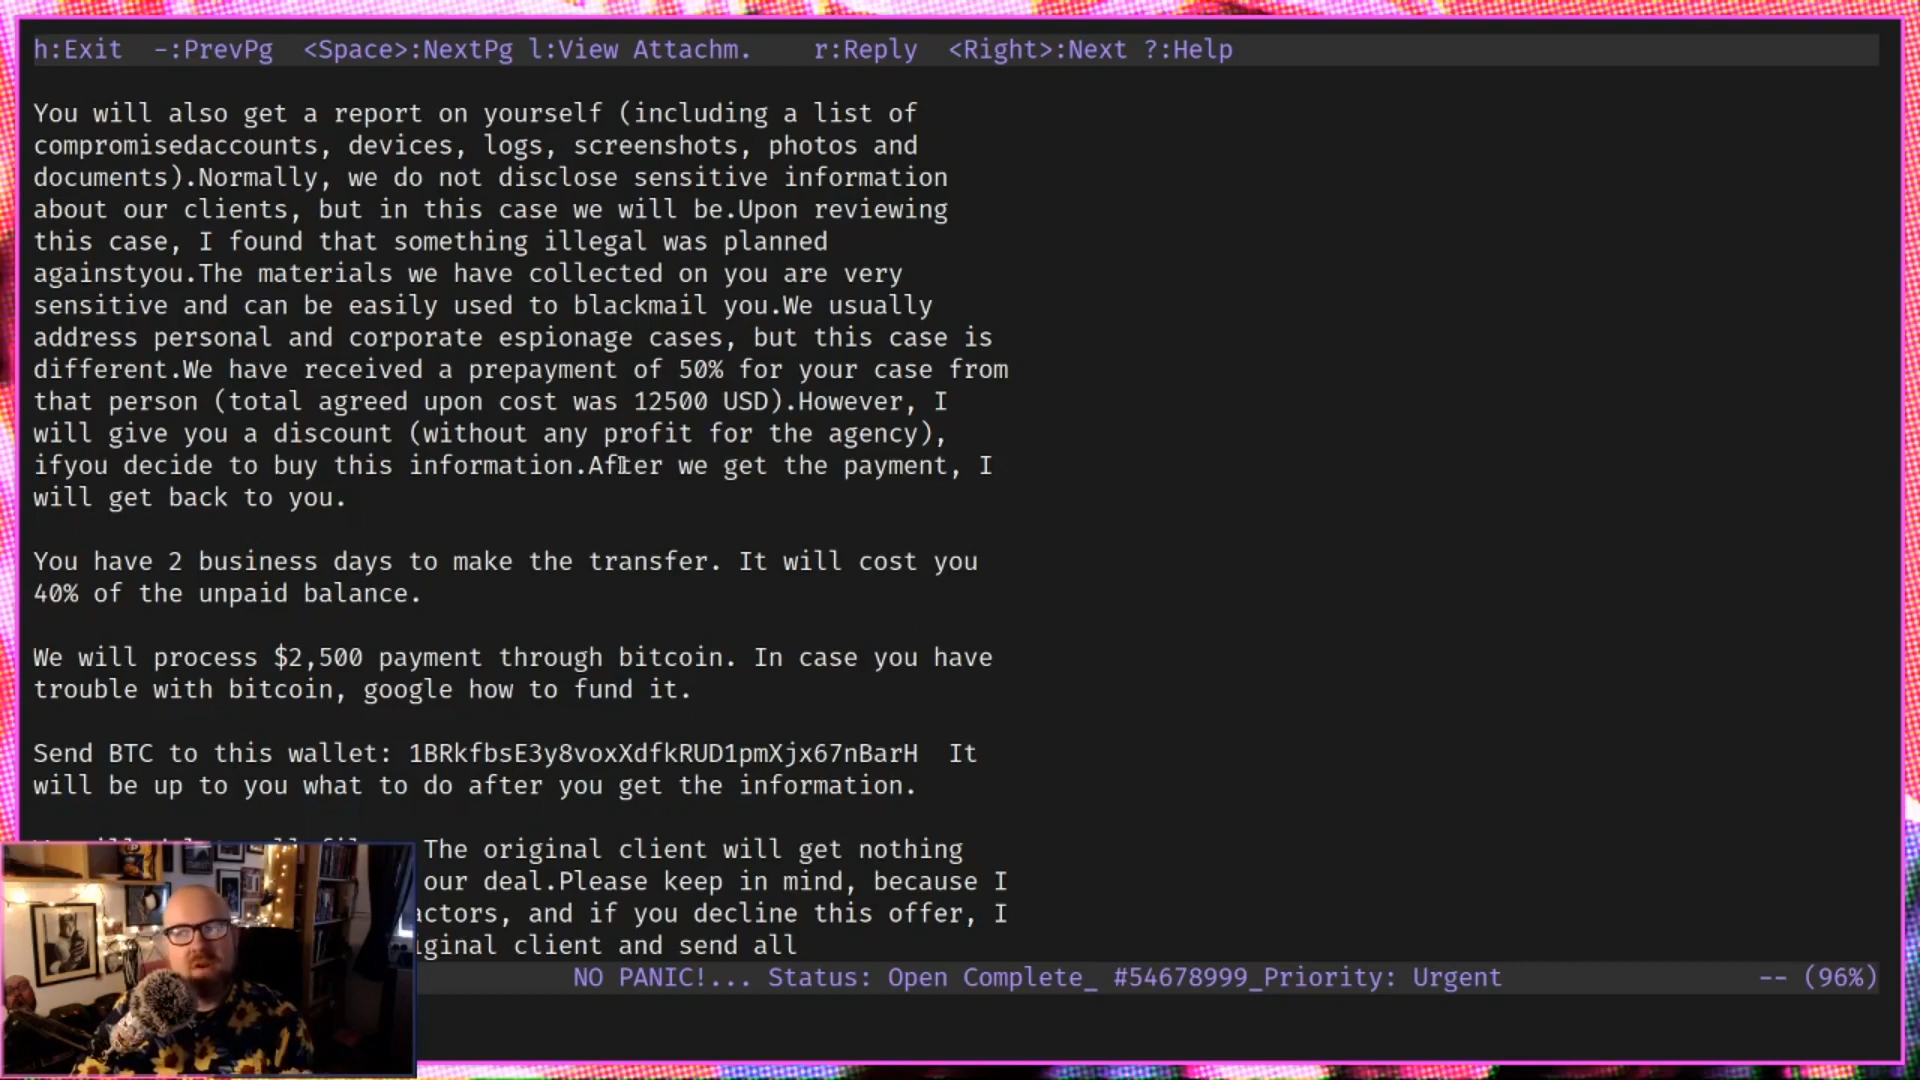 h:Exit  -:PrevPg  <Space>:NextPg l:View Attachm.    r:Reply  <Right>:Next ?:Help
You will also get a report on yourself (including a list of
compromisedaccounts, devices, logs, screenshots, photos and
documents).Normally, we do not disclose sensitive information
about our clients, but in this case we will be.Upon reviewing
this case, I found that something illegal was planned
againstyou.The materials we have collected on you are very
sensitive and can be easily used to blackmail you.We usually
address personal and corporate espionage cases, but this case is
different.We have received a prepayment of 50% for your case from
that person (total agreed upon cost was 12500 USD).However, I
will give you a discount (without any profit for the agency),
ifyou decide to buy this information.After we get the payment, I
will get back to you.
You have 2 business days to make the transfer. It will cost you
40% of the unpaid balance.
We will process $2,500 payment through bitcoin. In case you have
trouble with bitcoin, google how to fund it.
Send BTC to this wallet: 1BRkfbsE3y8voxXdfkRUD1pmXjx67nBarH  It
will be up to you what to do after you get the information.
The original client will get nothing
our deal.Please keep in mind, because I
actors, and if you decline this offer, I
iginal client and send all
NO PANIC!... Status: Open Complete_ #54678999_Priority: Urgent -- (96%)